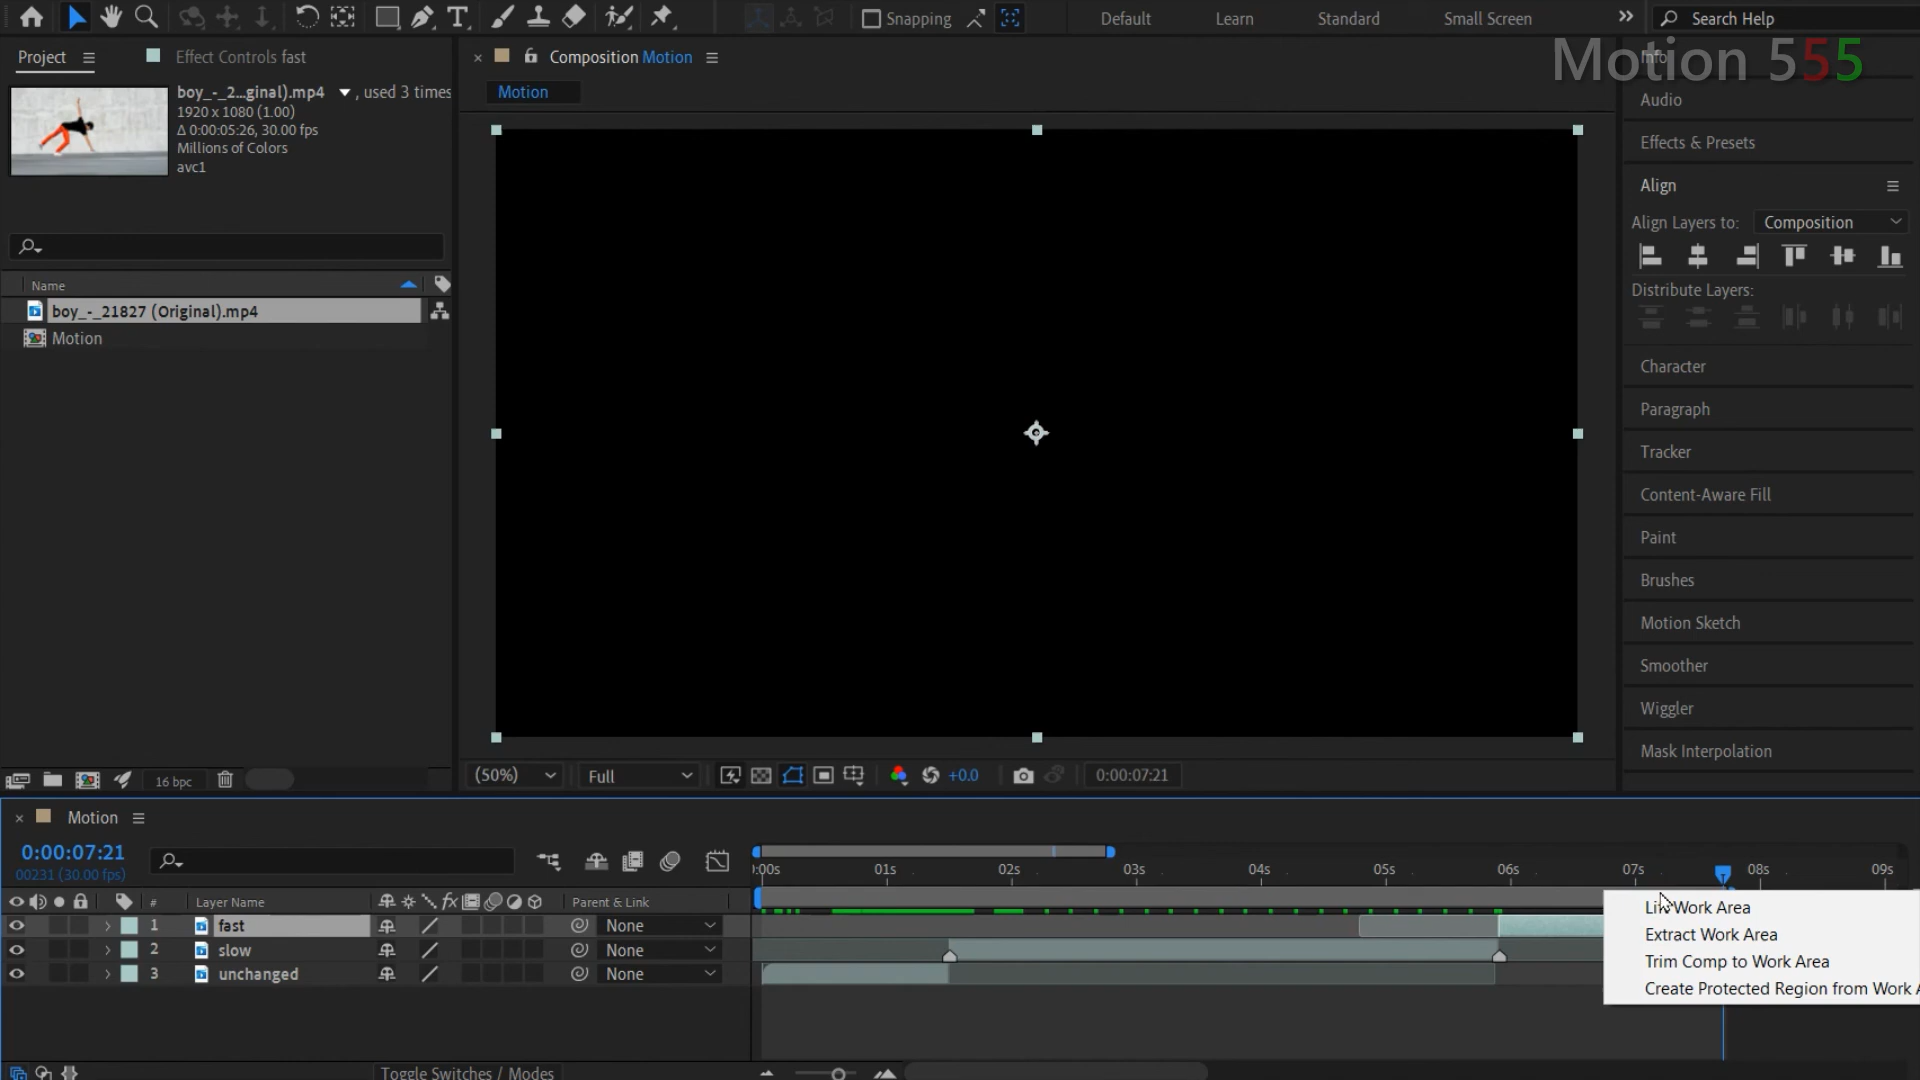 Snapping
Default
Learn
Standard
Small Screen
Search Help
Motion 555
Project
Effect Controls fast
Composition Motion
Info
boy_-_2...ginal).mp4 , used 3 times
1920 x 1080 (1.00)
Δ 0:00:05:26, 30.00 fps
Millions of Colors
avc1
Motion
Audio
Effects & Presets
Align
Align Layers to: Composition
Distribute Layers:
Name
boy_-_21827 (Original).mp4
Motion
Character
Paragraph
Tracker
Content-Aware Fill
Paint
Brushes
Motion Sketch
Smoother
Wiggler
Mask Interpolation
16 bpc
(50%)
Full
+0.0
0:00:07:21
Motion
0:00:07:21
00231 (30.00 fps)
:00s 01s 02s 03s 04s 05s 06s 07s 08s 09s
# Layer Name Parent & Link
1 fast None
2 slow None
3 unchanged None
Work Area
Extract Work Area
Trim Comp to Work Area
Create Protected Region from Work
Toggle Switches / Modes